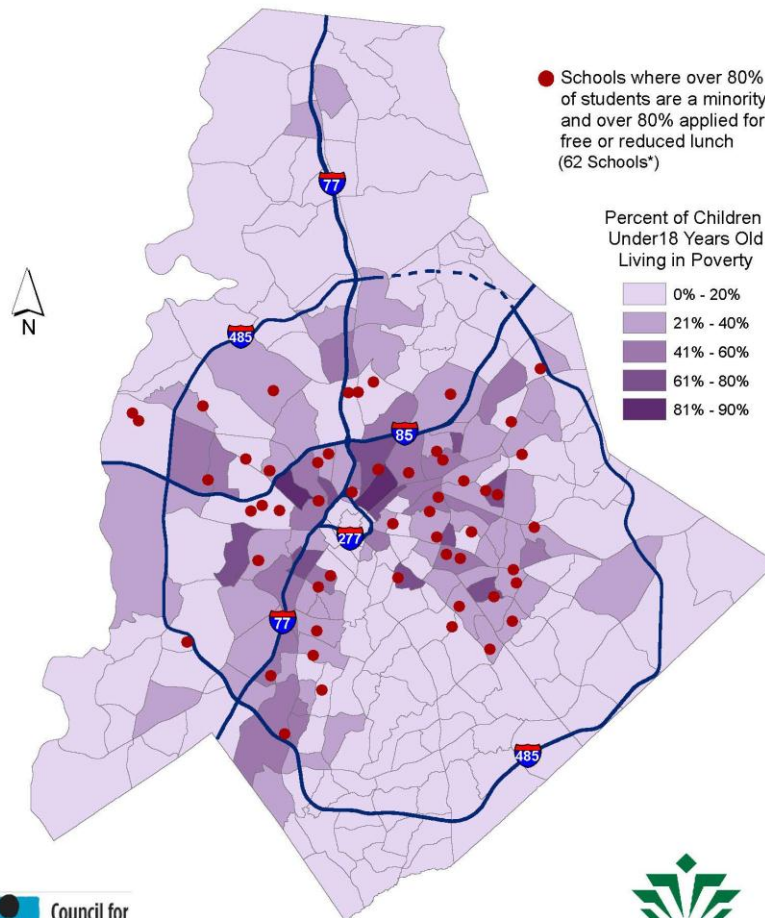 Schools where over 80%
of students are a minority
and over 80% applied for
free or reduced lunch
(62 Schools*)
77
Percent of Children
Under18 Years Old
Living in Poverty
0% - 20%
21% - 40%
41% - 60%
61% - 80%
81% - 90%
N
485
85
277
77
485
Council for